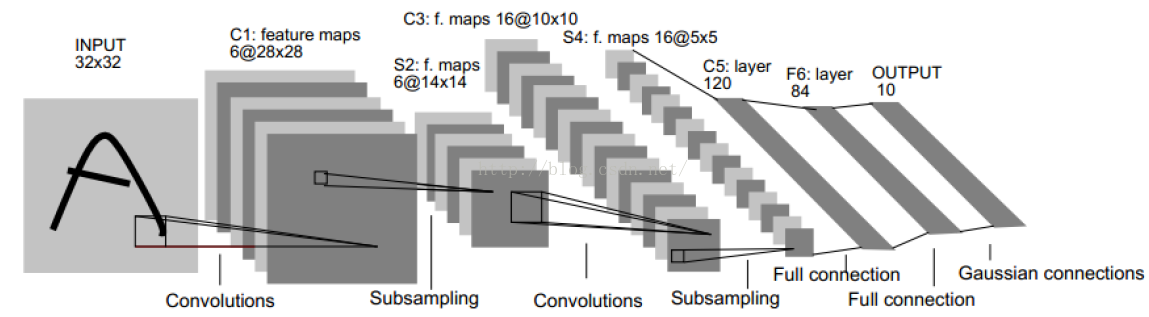 INPUT
32x32
C1: feature maps
6@28x28
S2: f. maps
6@14x14
C3: f. maps 16@10x10
S4: f. maps 16@5x5
C5: layer
120
F6: layer
84
OUTPUT
10
http://blog.csdn.net/
Convolutions
Subsampling
Convolutions
Subsampling
Full connection
Full connection
Gaussian connections